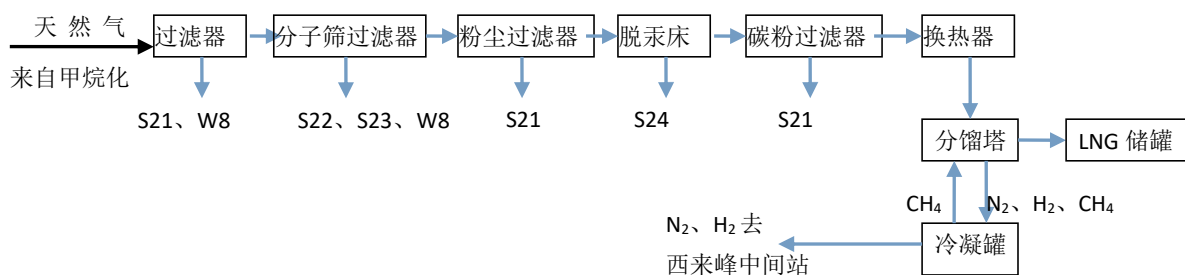 天 然 气
来自甲烷化
过滤器
分子筛过滤器
粉尘过滤器
脱汞床
碳粉过滤器
换热器
S21、W8
S22、S23、W8
S21
S24
S21
分馏塔
LNG 储罐
CH₄
N₂、H₂、CH₄
N₂、H₂ 去
西来峰中间站
冷凝罐